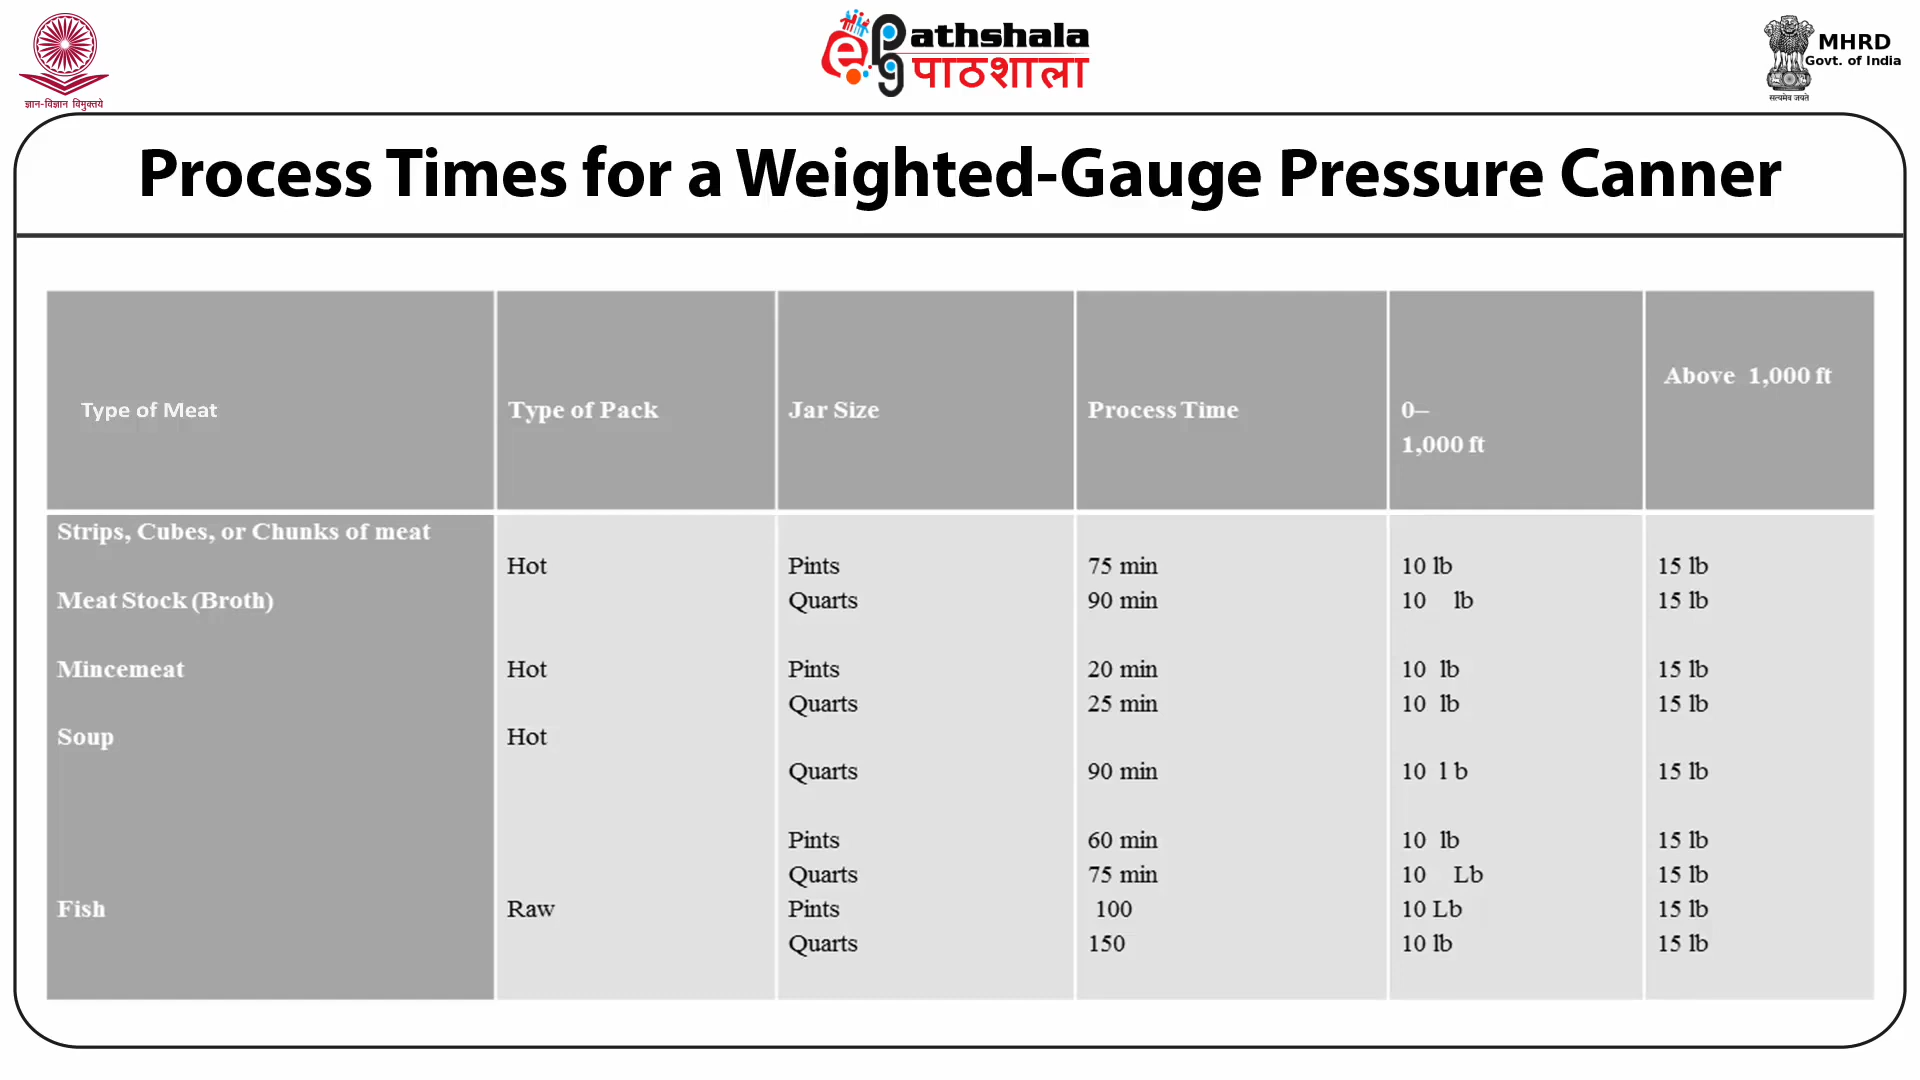 ज्ञान-विज्ञान विमुक्तये
ePathshala
पाठशाला
MHRD
Govt. of India
सत्यमेव जयते
Process Times for a Weighted-Gauge Pressure Canner
Type of Meat Type of Pack Jar Size Process Time 0–1,000 ft Above 1,000 ft
Strips, Cubes, or Chunks of meat
Hot Pints 75 min 10 lb 15 lb
Meat Stock (Broth) Quarts 90 min 10 lb 15 lb
Mincemeat Hot Pints 20 min 10 lb 15 lb
Quarts 25 min 10 lb 15 lb
Soup Hot
Quarts 90 min 10 l b 15 lb
Pints 60 min 10 lb 15 lb
Quarts 75 min 10 Lb 15 lb
Fish Raw Pints 100 10 Lb 15 lb
Quarts 150 10 lb 15 lb